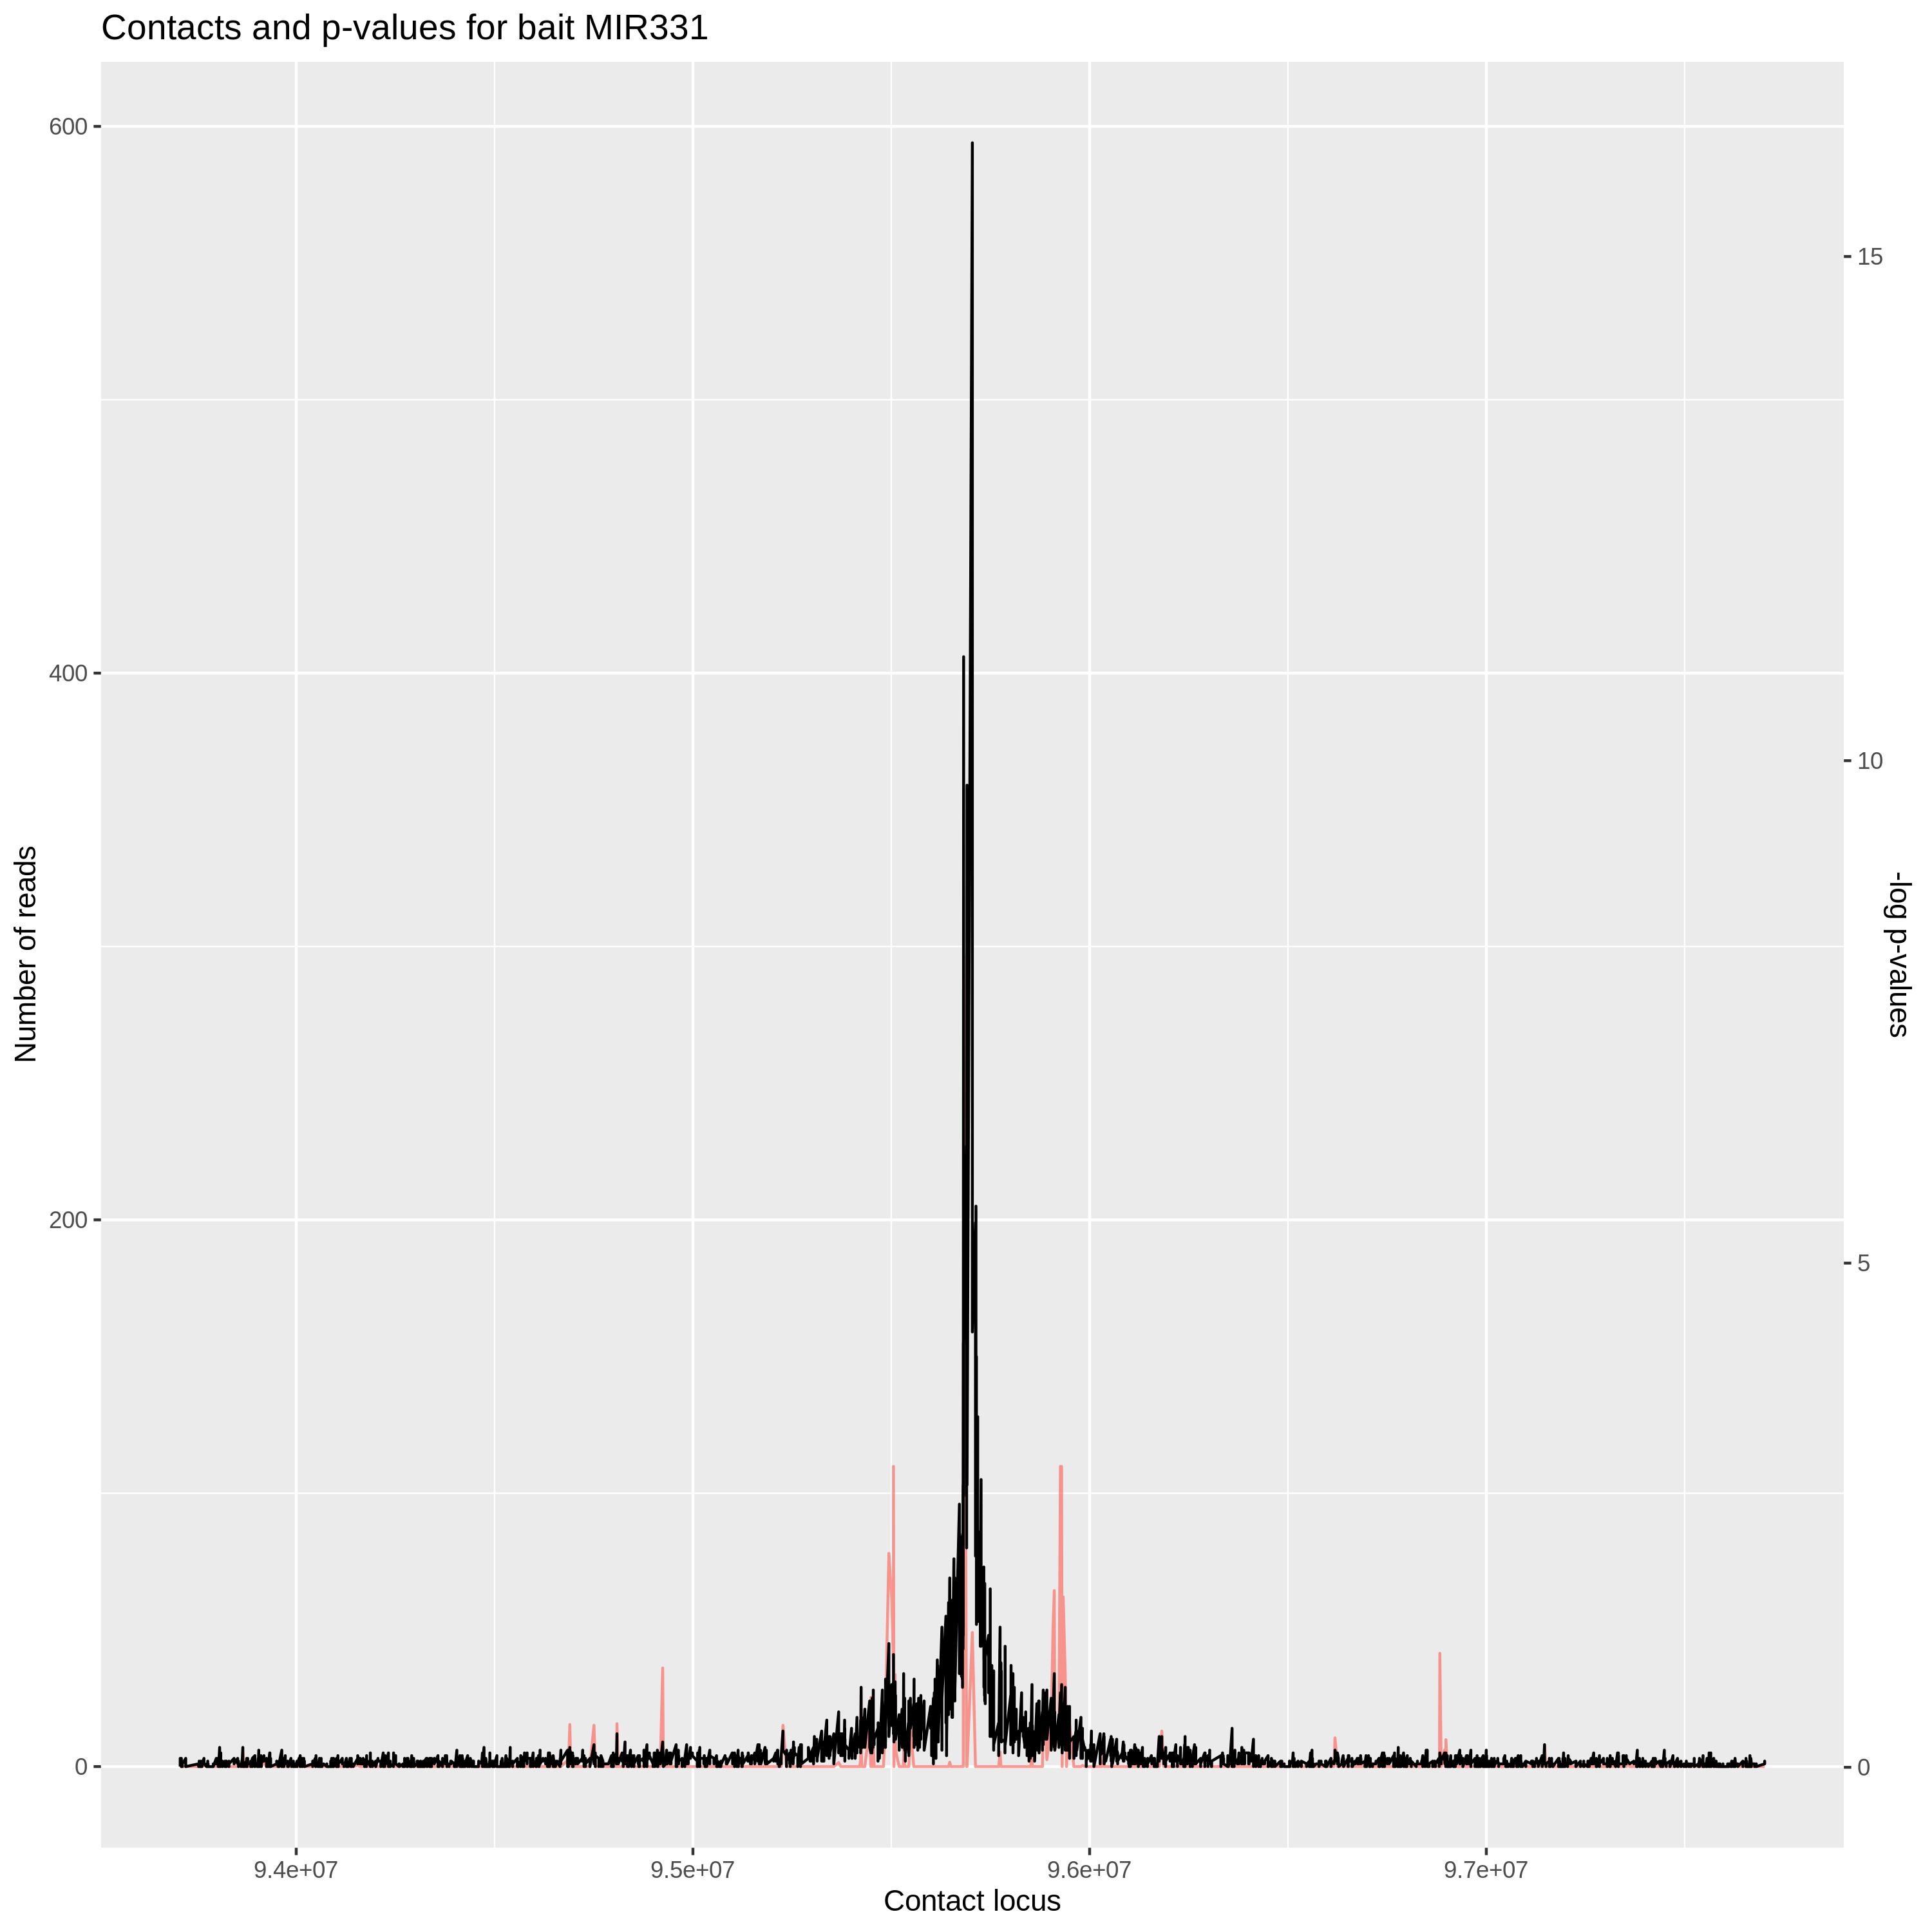 Contacts and p-values for bait MIR331
600
400
200
0
Number of reads
15
10
5
0
-log p-values
9.4e+07
9.5e+07
9.6e+07
9.7e+07
Contact locus